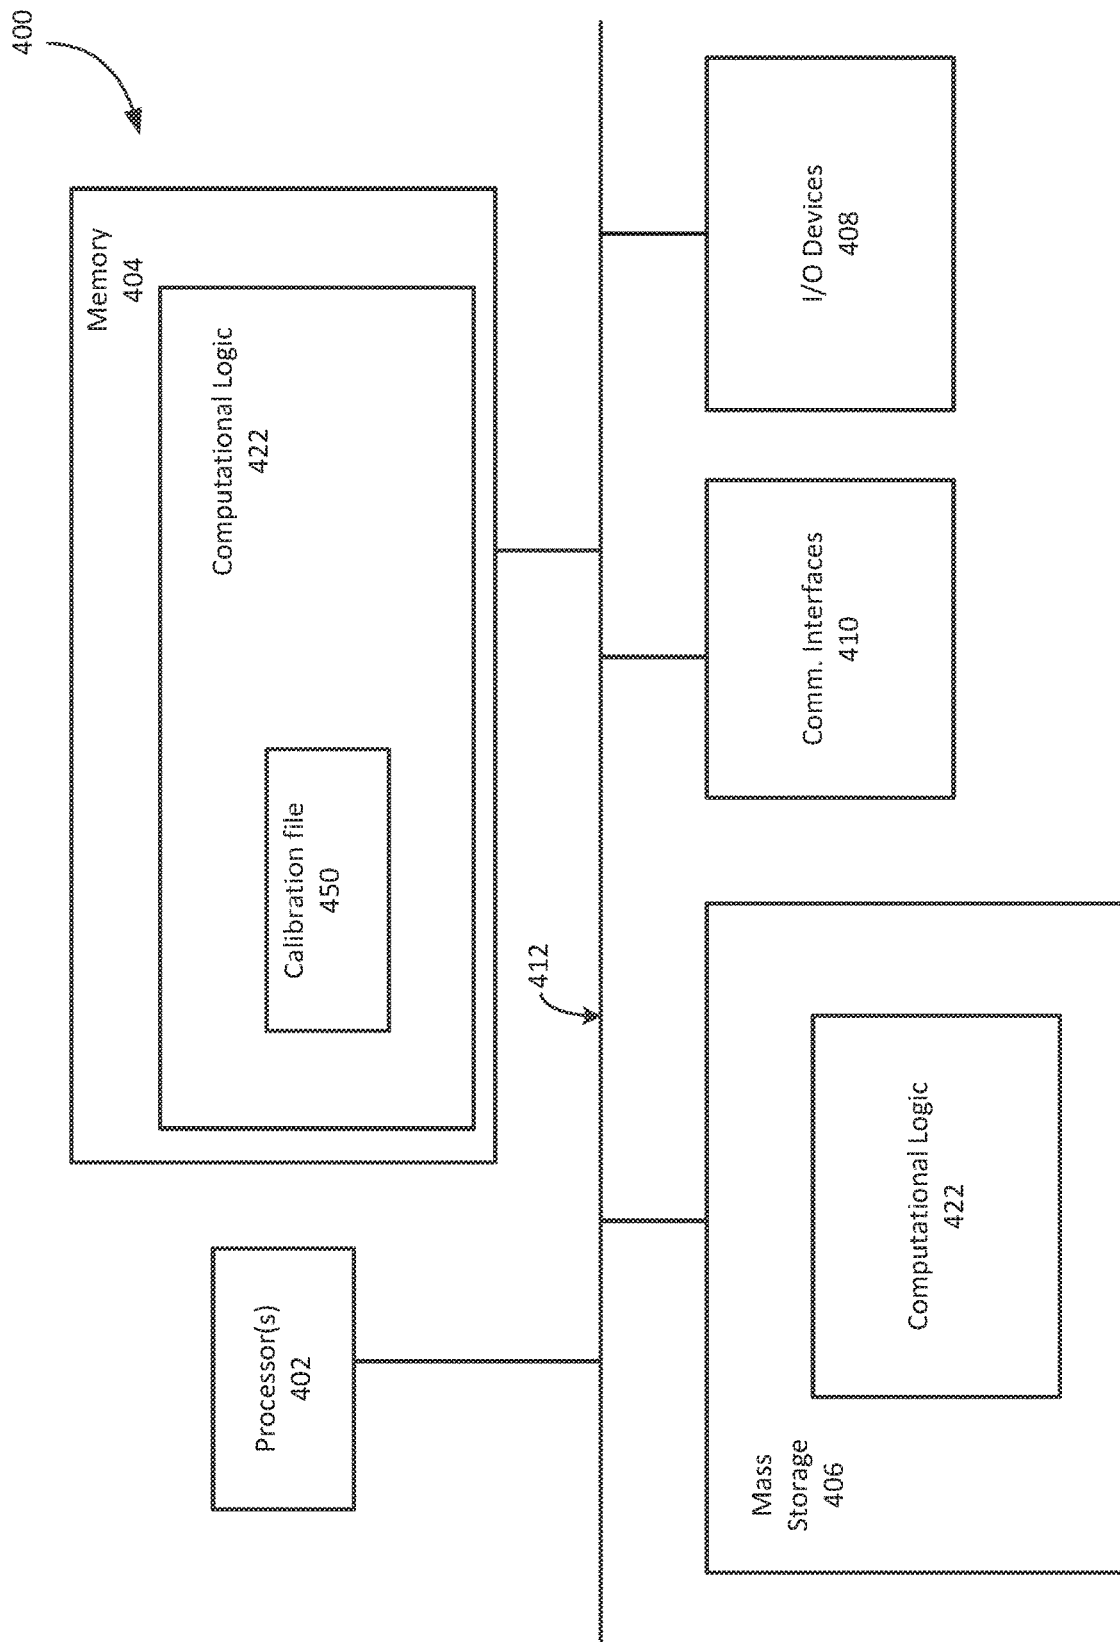 400
Processor(s)
402
Memory
404
Computational Logic
422
Calibration file
450
412
Mass
Storage
406
Computational Logic
422
Comm. Interfaces
410
I/O Devices
408